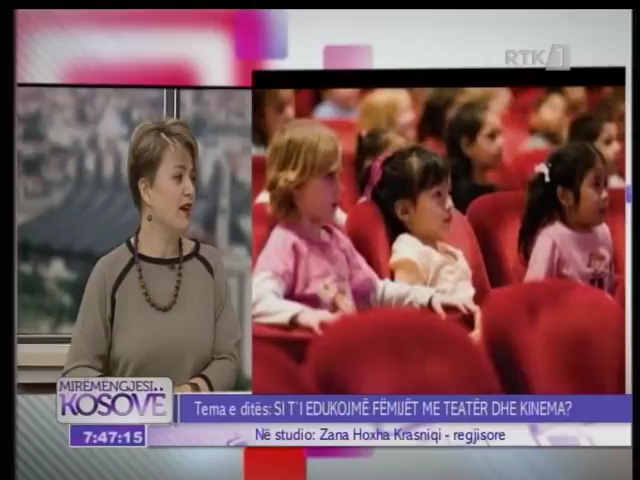 RTK 1
MIRËMËNGJESI..
KOSOVË
Tema e ditës: SI T`I EDUKOJMË FËMIJËT ME TEATËR DHE KINEMA?
7:47:15
Në studio: Zana Hoxha Krasniqi - regjisore